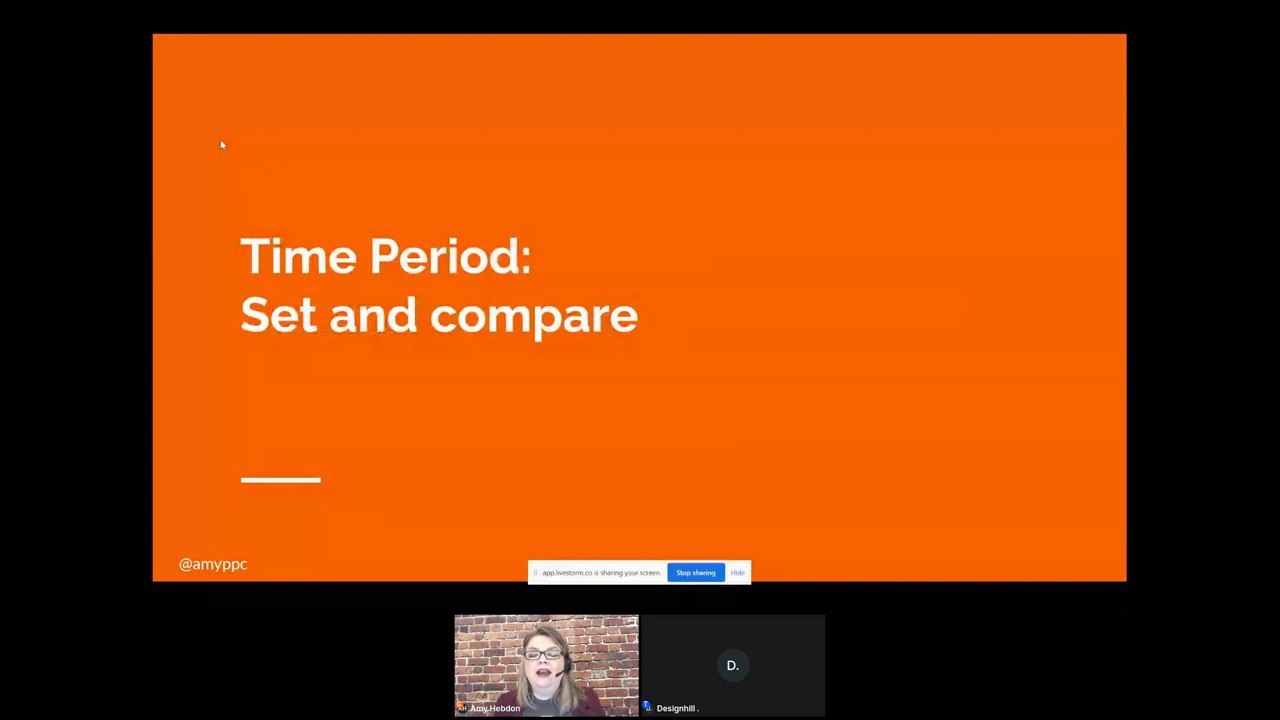 Time Period:
Set and compare
@amyppc
app.livestorm.co is sharing your screen.
Stop sharing
Hide
D.
Amy Hebdon
Designhill .